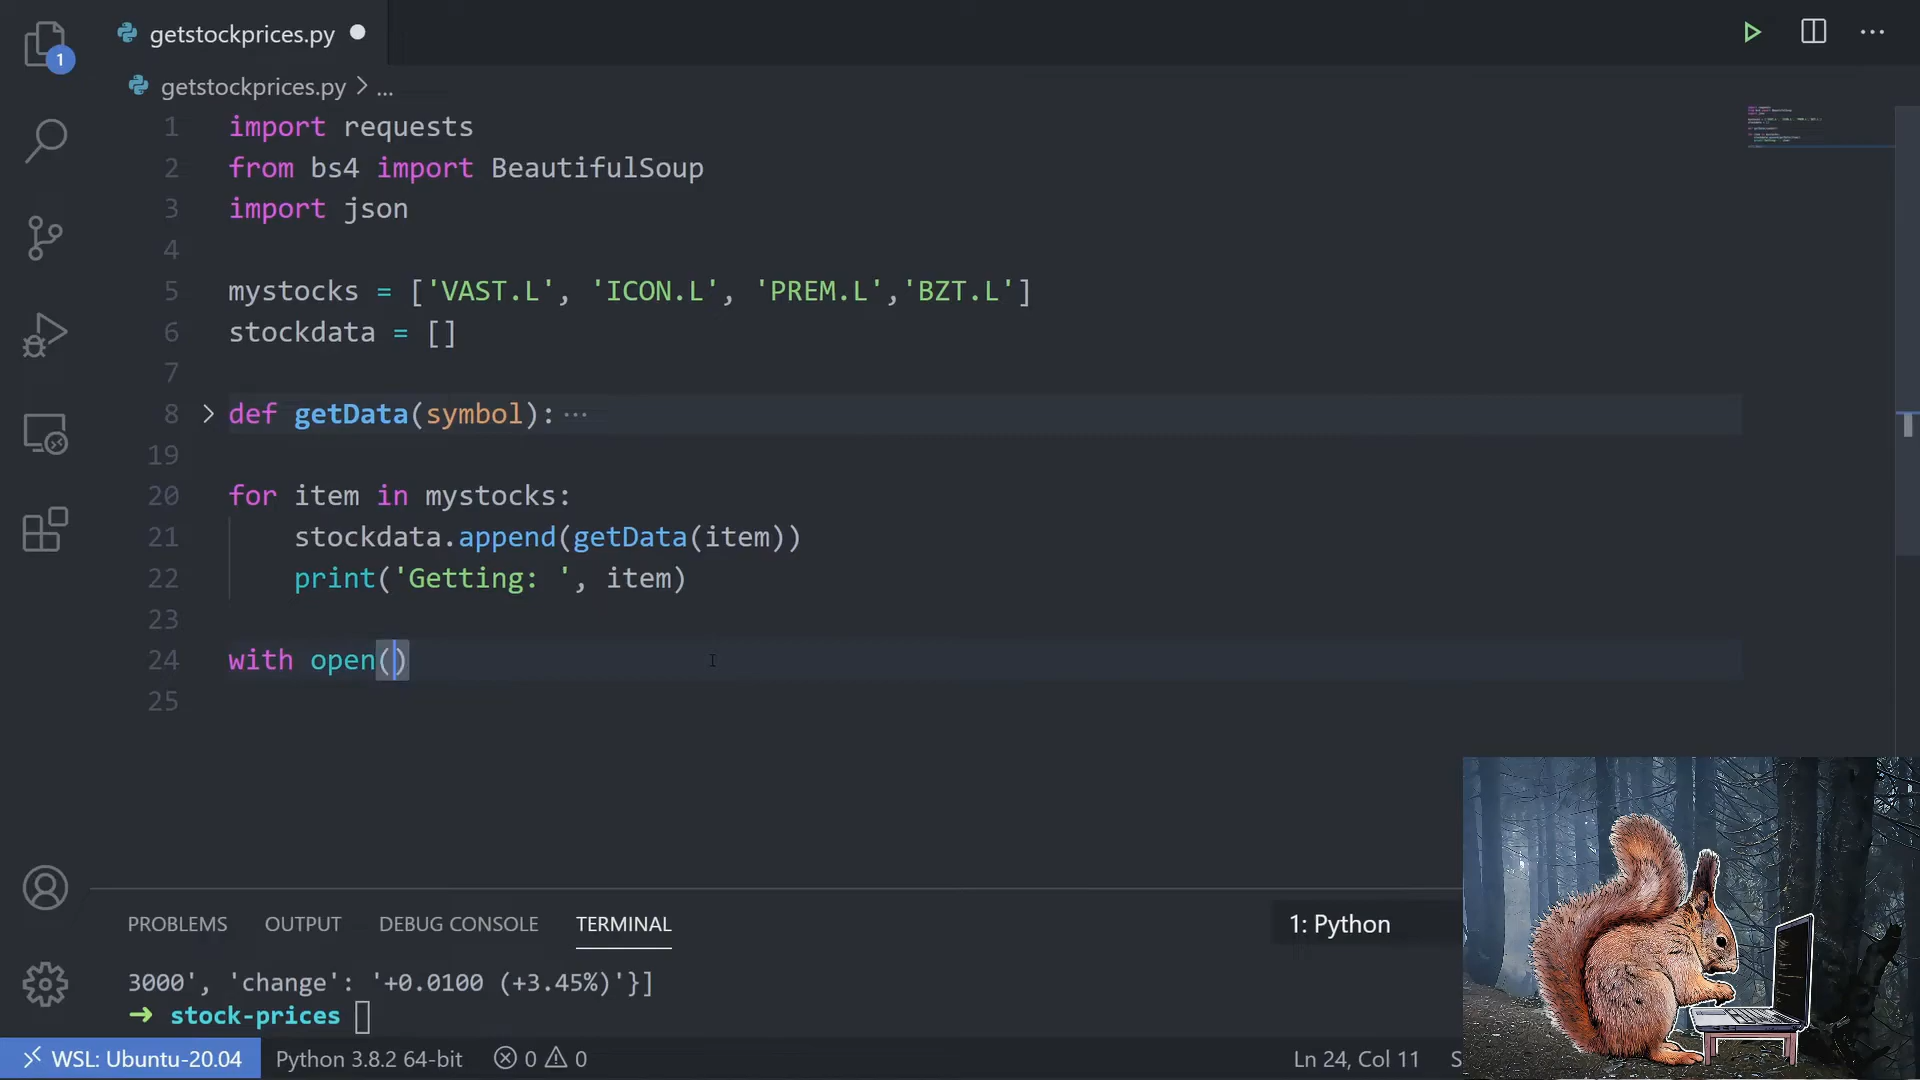 getstockprices.py
1
getstockprices.py > ...
1 import requests
2 from bs4 import BeautifulSoup
3 import json
4
5 mystocks = ['VAST.L', 'ICON.L', 'PREM.L','BZT.L']
6 stockdata = []
7
8 > def getData(symbol): ...
19
20 for item in mystocks:
21 stockdata.append(getData(item))
22 print('Getting: ', item)
23
24 with open()
25
PROBLEMS OUTPUT DEBUG CONSOLE TERMINAL 1: Python
3000', 'change': '+0.0100 (+3.45%)'}]
➜ stock-prices
WSL: Ubuntu-20.04 Python 3.8.2 64-bit 0 0 Ln 24, Col 11 S